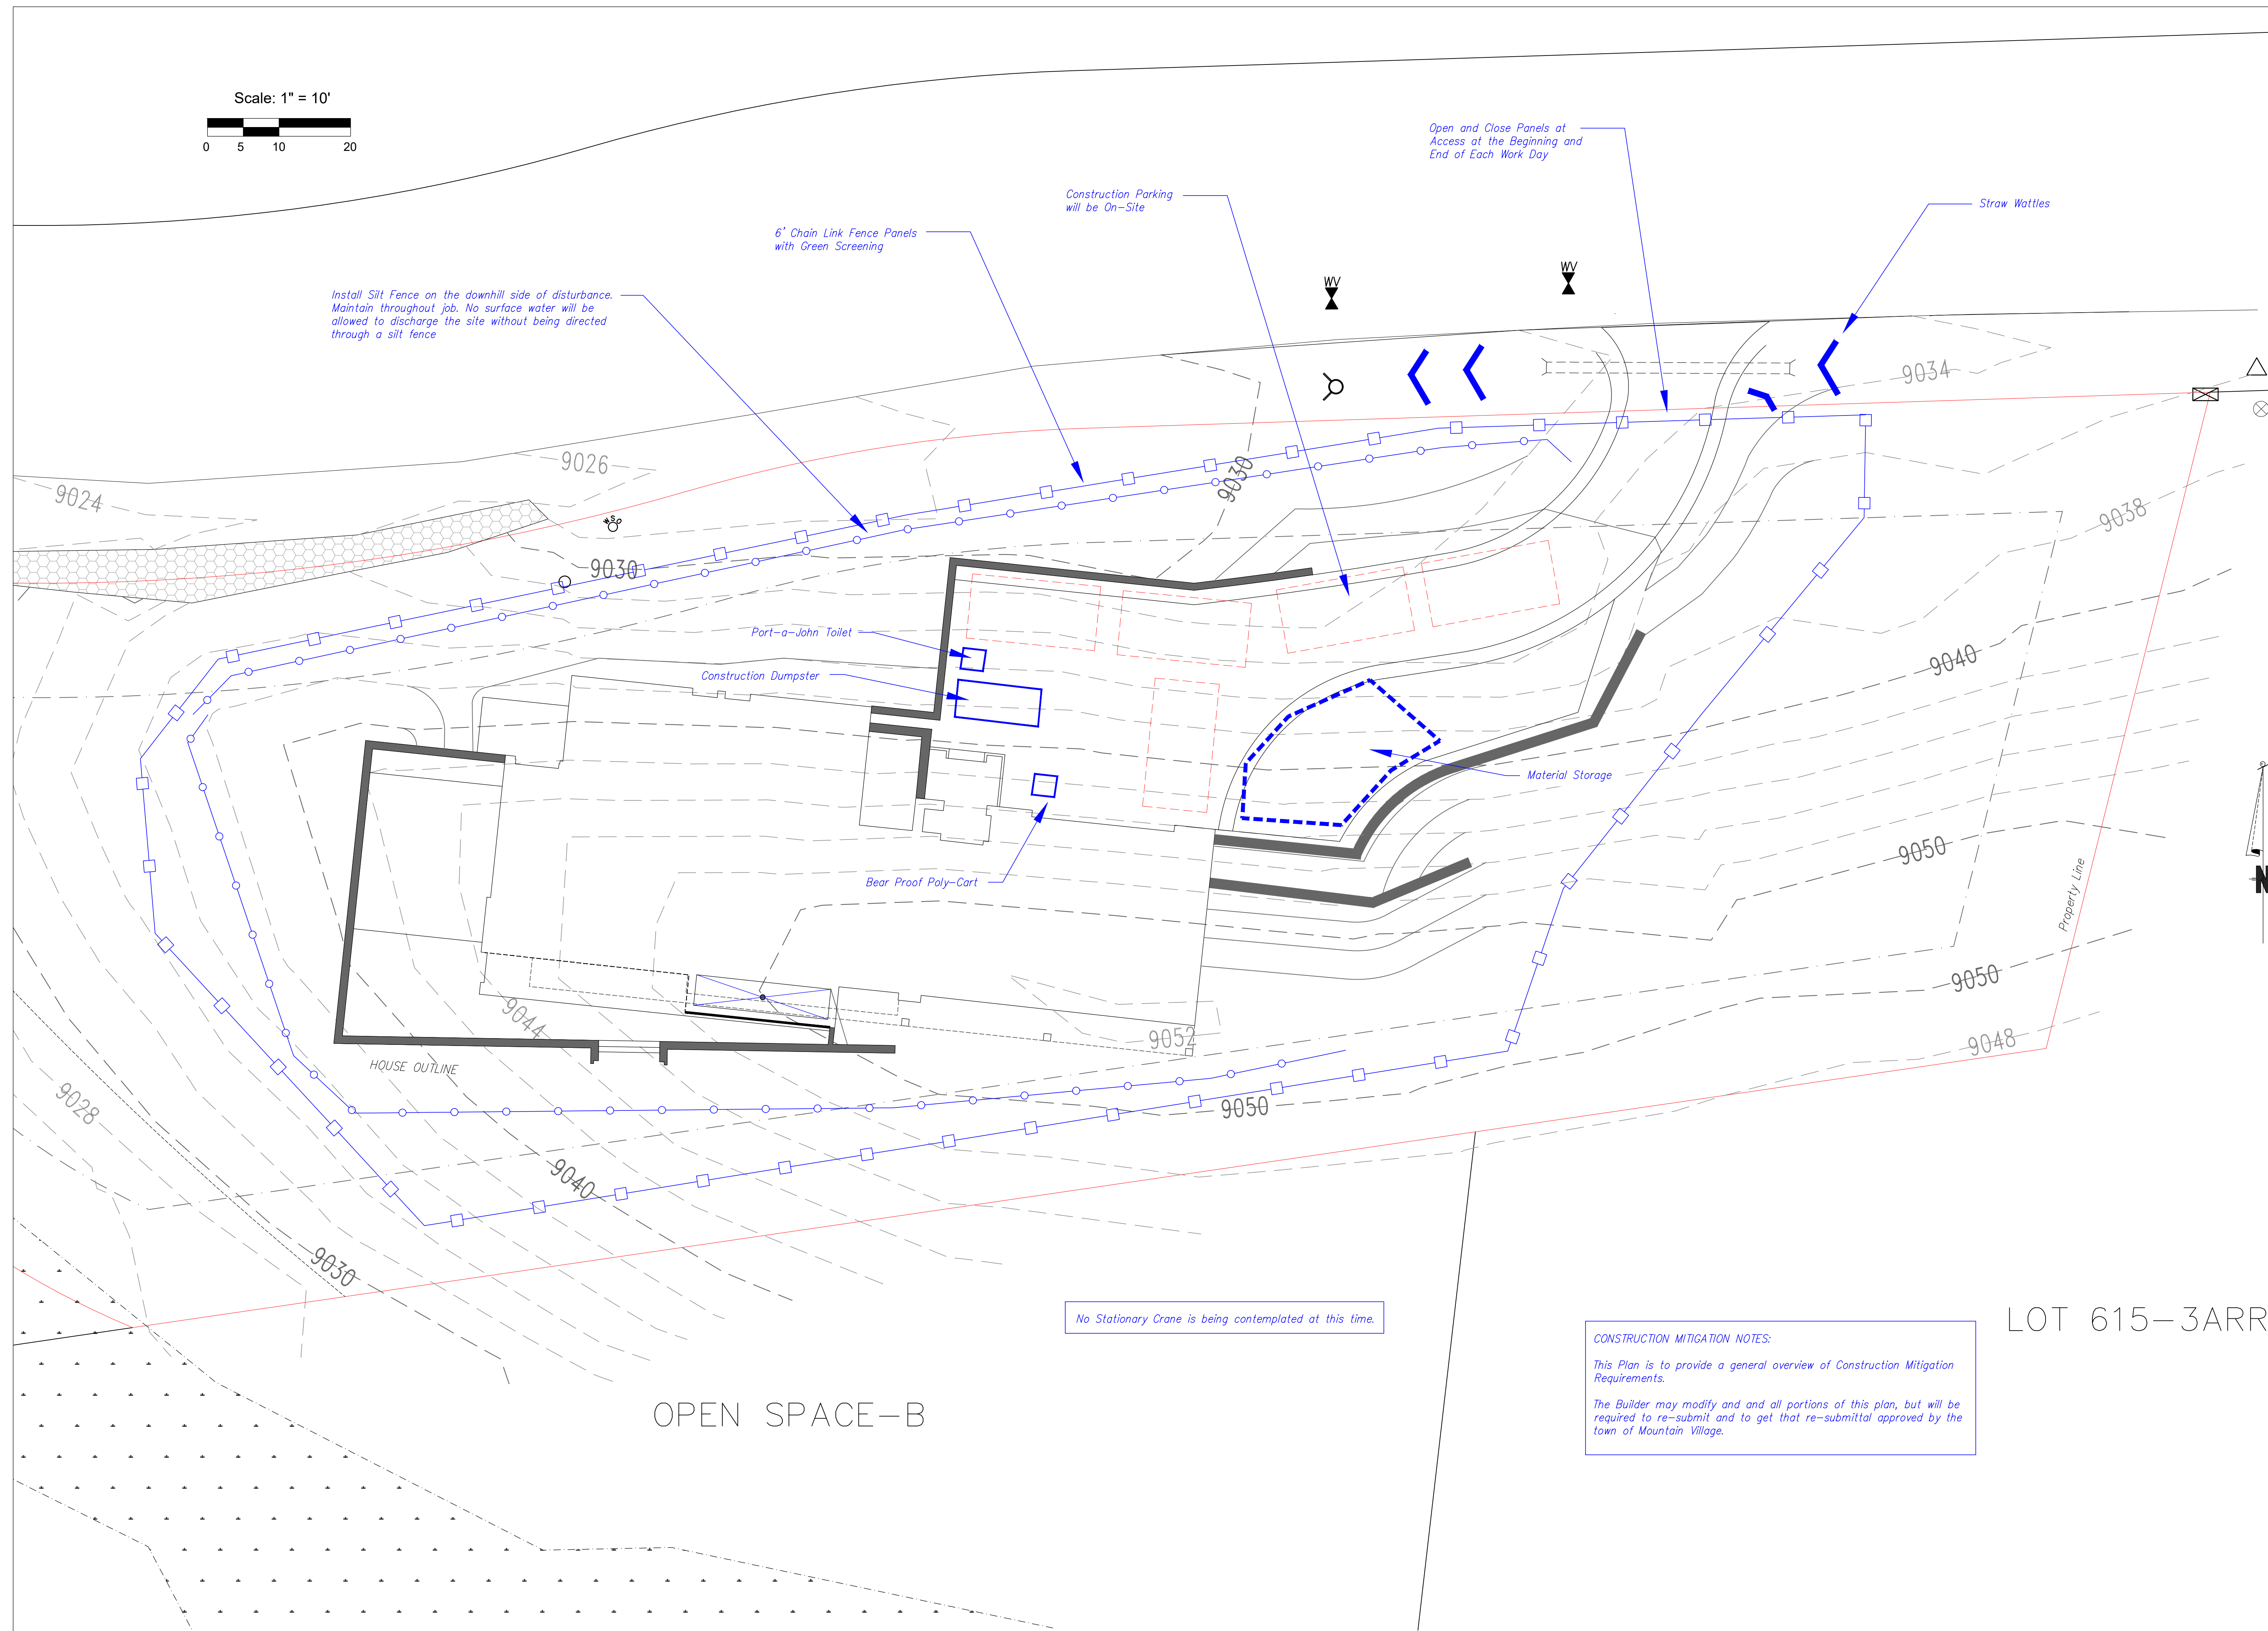 Scale: 1" = 10'
0 5 10 20
Open and Close Panels at
Access at the Beginning and
End of Each Work Day
Construction Parking
will be On-Site
Straw Wattles
6' Chain Link Fence Panels
with Green Screening
WV
WV
Install Silt Fence on the downhill side of disturbance.
Maintain throughout job. No surface water will be
allowed to discharge the site without being directed
through a silt fence
9034
9026
9030
9024
9038
9030
Port-a-John Toilet
9040
Construction Dumpster
Material Storage
9050
Bear Proof Poly-Cart
Property Line
N
9050
9044
9052
9048
HOUSE OUTLINE
9028
9050
9040
9030
No Stationary Crane is being contemplated at this time.
LOT 615-3ARR
CONSTRUCTION MITIGATION NOTES:
This Plan is to provide a general overview of Construction Mitigation
Requirements.
The Builder may modify and and all portions of this plan, but will be
required to re-submit and to get that re-submittal approved by the
town of Mountain Village.
OPEN SPACE-B